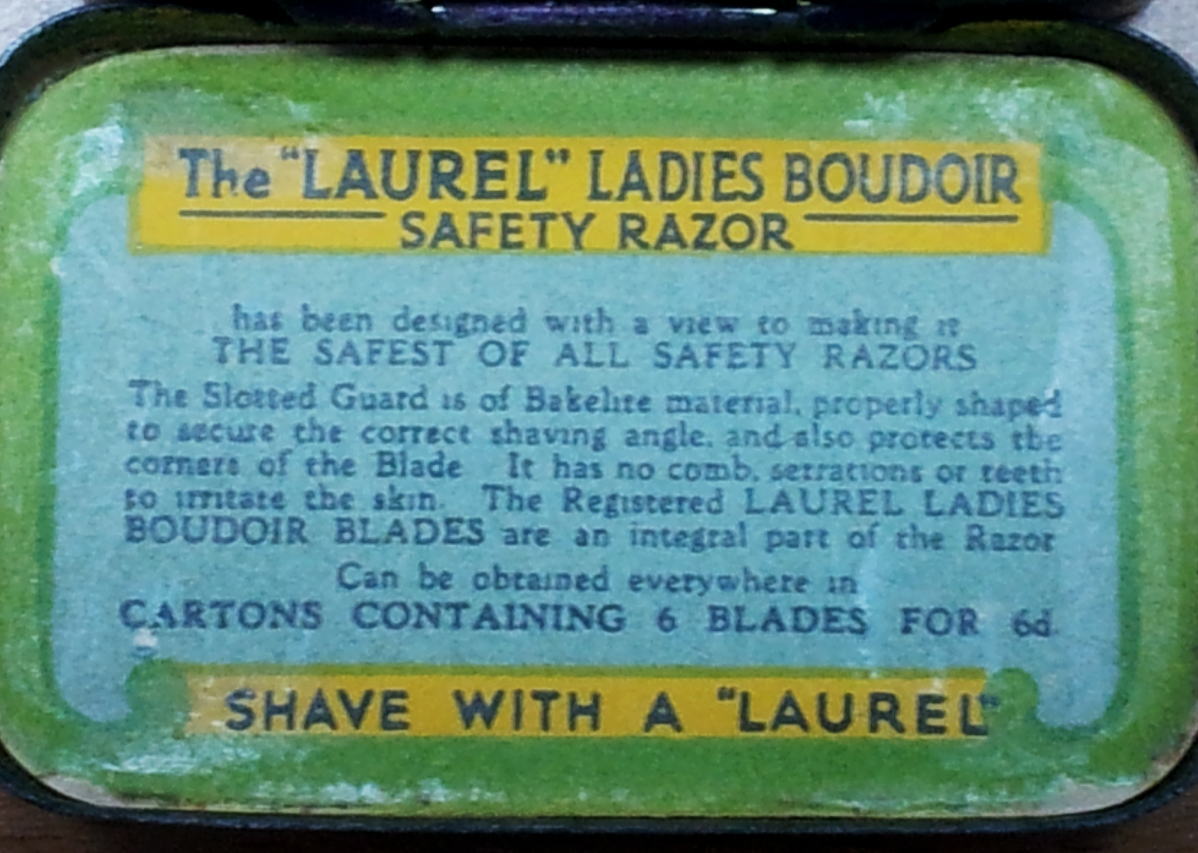 The "LAUREL" LADIES BOUDOIR
SAFETY RAZOR
has been designed with a view to making it
THE SAFEST OF ALL SAFETY RAZORS
The Slotted Guard is of Bakelite material, properly shaped
to secure the correct shaving angle, and also protects the
corners of the Blade It has no comb, serrations or teeth
to irritate the skin. The Registered LAUREL LADIES
BOUDOIR BLADES are an integral part of the Razor
Can be obtained everywhere in
CARTONS CONTAINING 6 BLADES FOR 6d.
SHAVE WITH A "LAUREL"